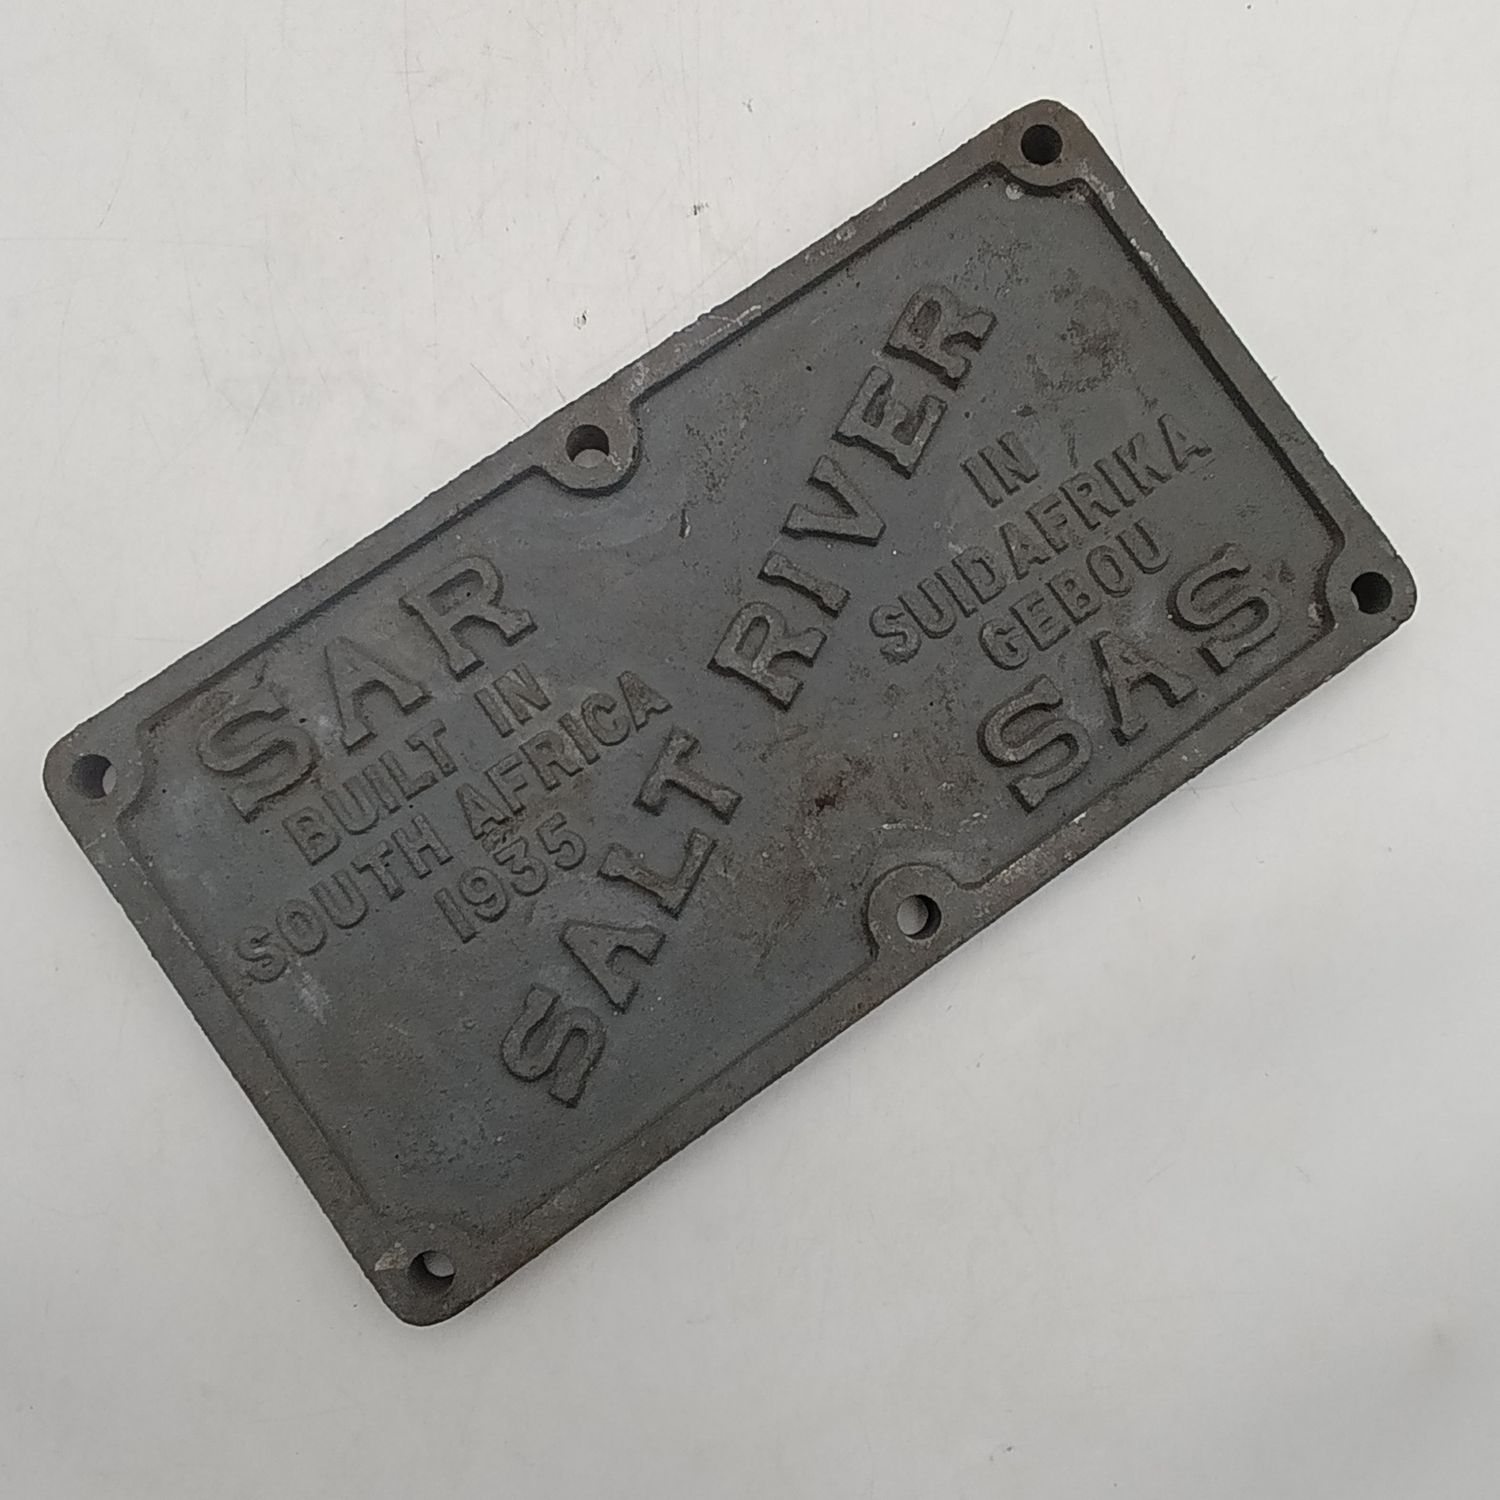 SAR
BUILT IN
SOUTH AFRICA
1935
SALT RIVER
IN
SUIDAFRIKA
GEBOU
SAS